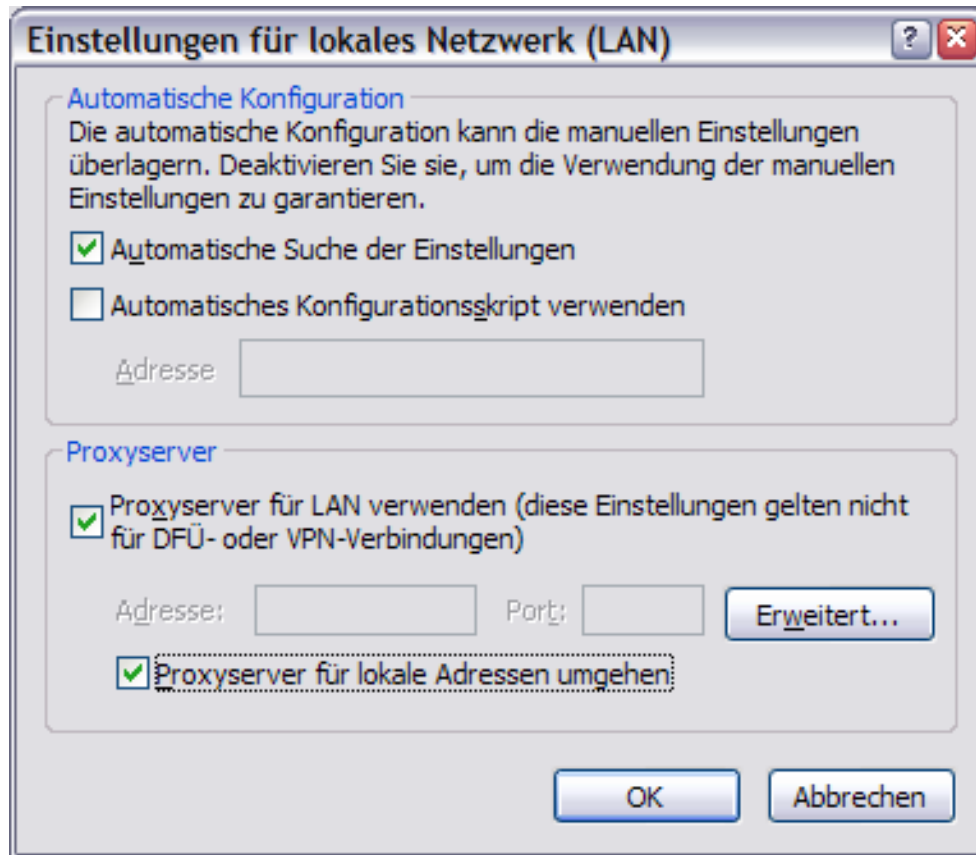 Einstellungen für lokales Netzwerk (LAN)
?
Automatische Konfiguration
Die automatische Konfiguration kann die manuellen Einstellungen
überlagern. Deaktivieren Sie sie, um die Verwendung der manuellen
Einstellungen zu garantieren.
Automatische Suche der Einstellungen
Automatisches Konfigurationsskript verwenden
Adresse
Proxyserver
Proxyserver für LAN verwenden (diese Einstellungen gelten nicht
für DFÜ- oder VPN-Verbindungen)
Adresse: Port: Erweitert...
Proxyserver für lokale Adressen umgehen
OK Abbrechen